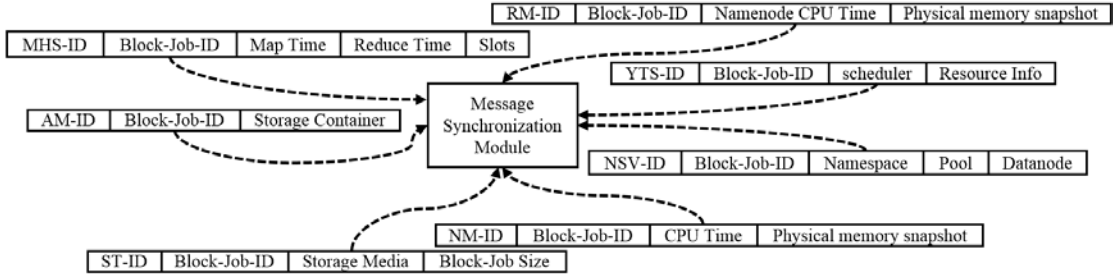 RM-ID Block-Job-ID Namenode CPU Time Physical memory snapshot
MHS-ID Block-Job-ID Map Time Reduce Time Slots
YTS-ID Block-Job-ID scheduler Resource Info
Message
Synchronization
Module
AM-ID Block-Job-ID Storage Container
NSV-ID Block-Job-ID Namespace Pool Datanode
NM-ID Block-Job-ID CPU Time Physical memory snapshot
ST-ID Block-Job-ID Storage Media Block-Job Size